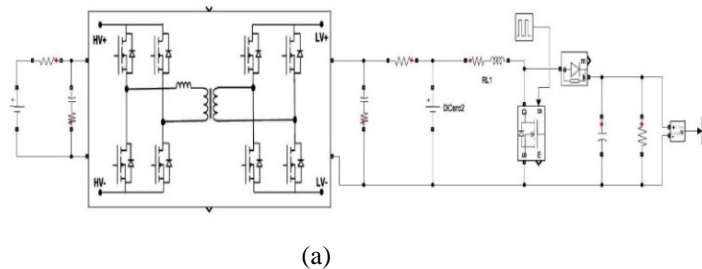 HV+
LV+
RL1
DCsrc2
HV-
LV-
D
g
S
m
m
(a)